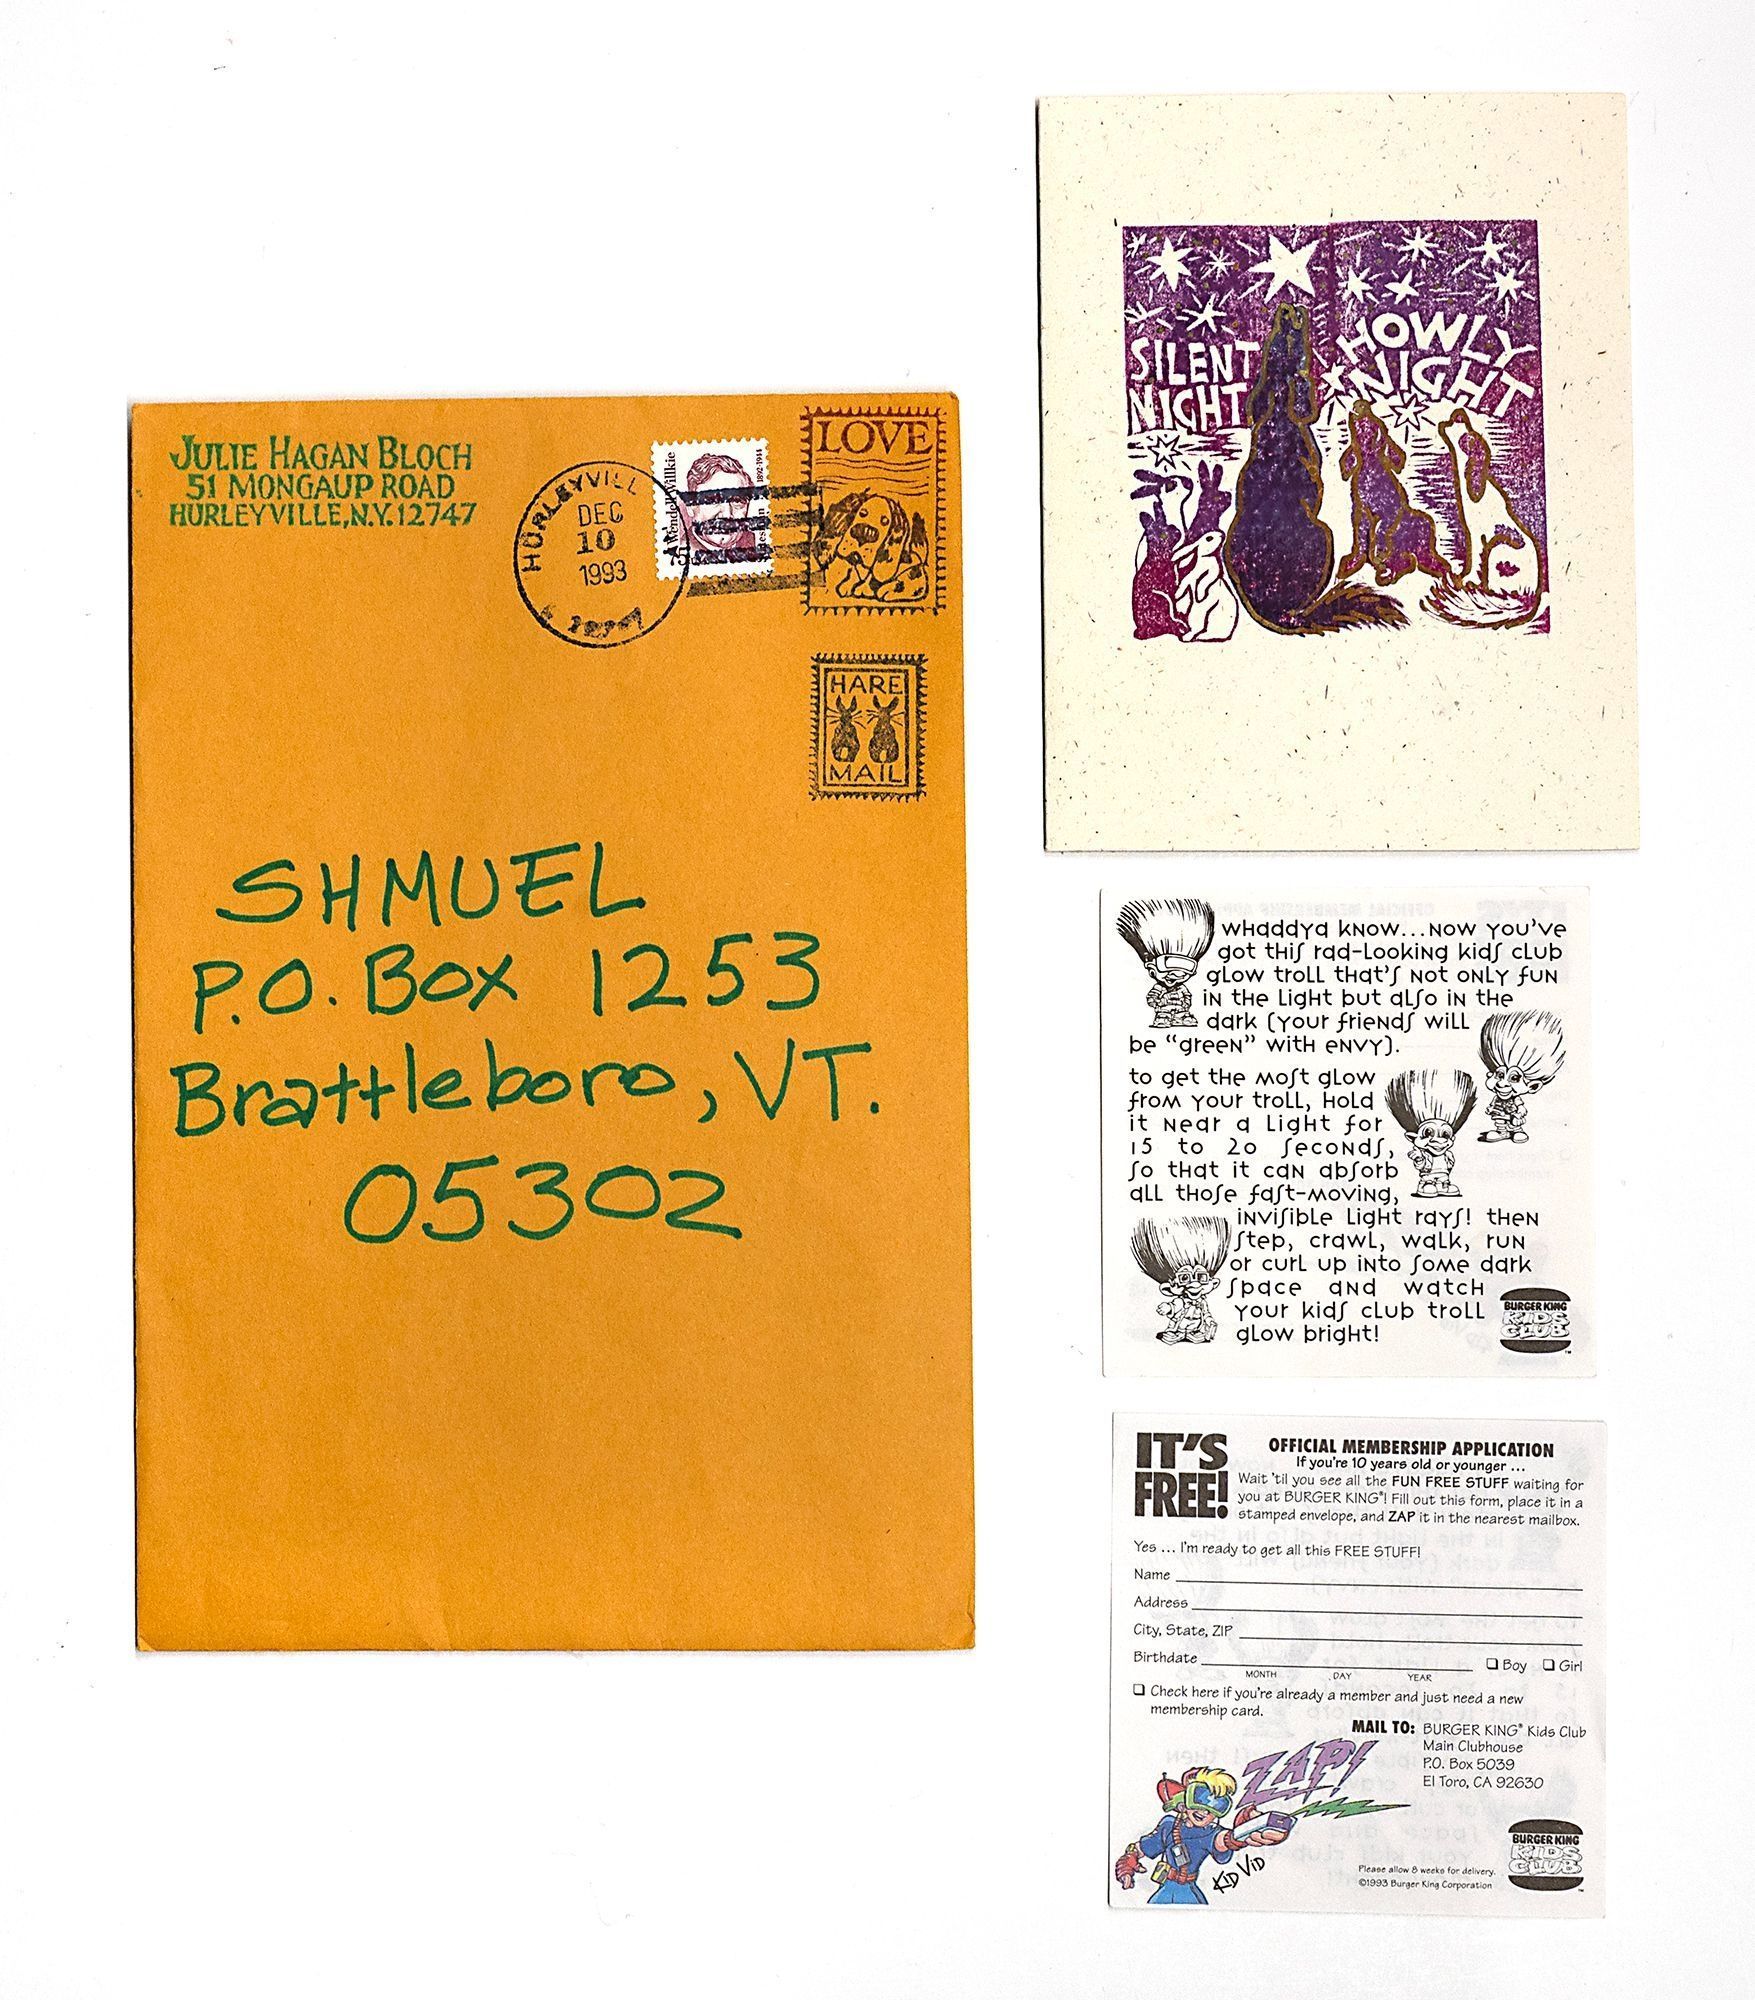 JULIE HAGAN BLOCH
51 MONGAUP ROAD
HURLEYVILLE, N.Y. 12747
HURLEYVILL
DEC
10
1993
Wendell Willkie
1892-1944
75
LOVE
HARE
MAIL
SHMUEL
P.O. Box 1253
Brattleboro, VT.
05302
SILENT
NIGHT
HOWLY
NIGHT
WHaddya kNow...Now you've
got this rad-Looking kids club
glow troll that's not only fun
in the Light but also in the
dark (your friends will
be "green" with envy).
to get the most glow
from your troll, Hold
it Near a Light for
15 to 20 seconds,
so that it can absorb
all those fast-moving,
invisible Light rays! then
step, crawl, walk, run
or curl up into some dark
space and watch
your kids club troll
glow bright!
BURGER KING
KIDS
CLUB
™
IT'S
FREE!
OFFICIAL MEMBERSHIP APPLICATION
If you're 10 years old or younger ...
Wait 'til you see all the FUN FREE STUFF waiting for
you at BURGER KING®! Fill out this form, place it in a
stamped envelope, and ZAP it in the nearest mailbox.
Yes ... I'm ready to get all this FREE STUFF!
Name
Address
City, State, ZIP
Birthdate
MONTH DAY YEAR
Boy Girl
Check here if you're already a member and just need a new
membership card.
MAIL TO: BURGER KING® Kids Club
Main Clubhouse
P.O. Box 5039
El Toro, CA 92630
ZAP!
KID VID
Please allow 8 weeks for delivery.
©1993 Burger King Corporation
BURGER KING
KIDS
CLUB
™